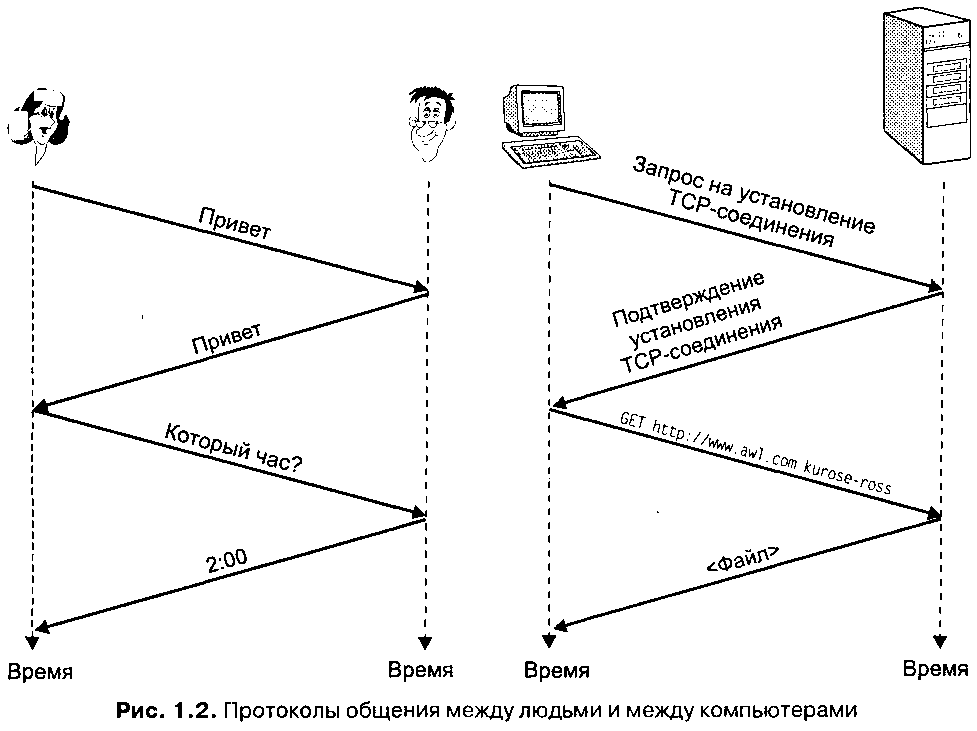 Привет
Привет
Который час?
2:00
Запрос на установление
TCP-соединения
Подтверждение
установления
TCP-соединения
GET http://www.awl.com kurose-ross
<Файл>
Время
Время
Время
Время
Рис. 1.2. Протоколы общения между людьми и между компьютерами